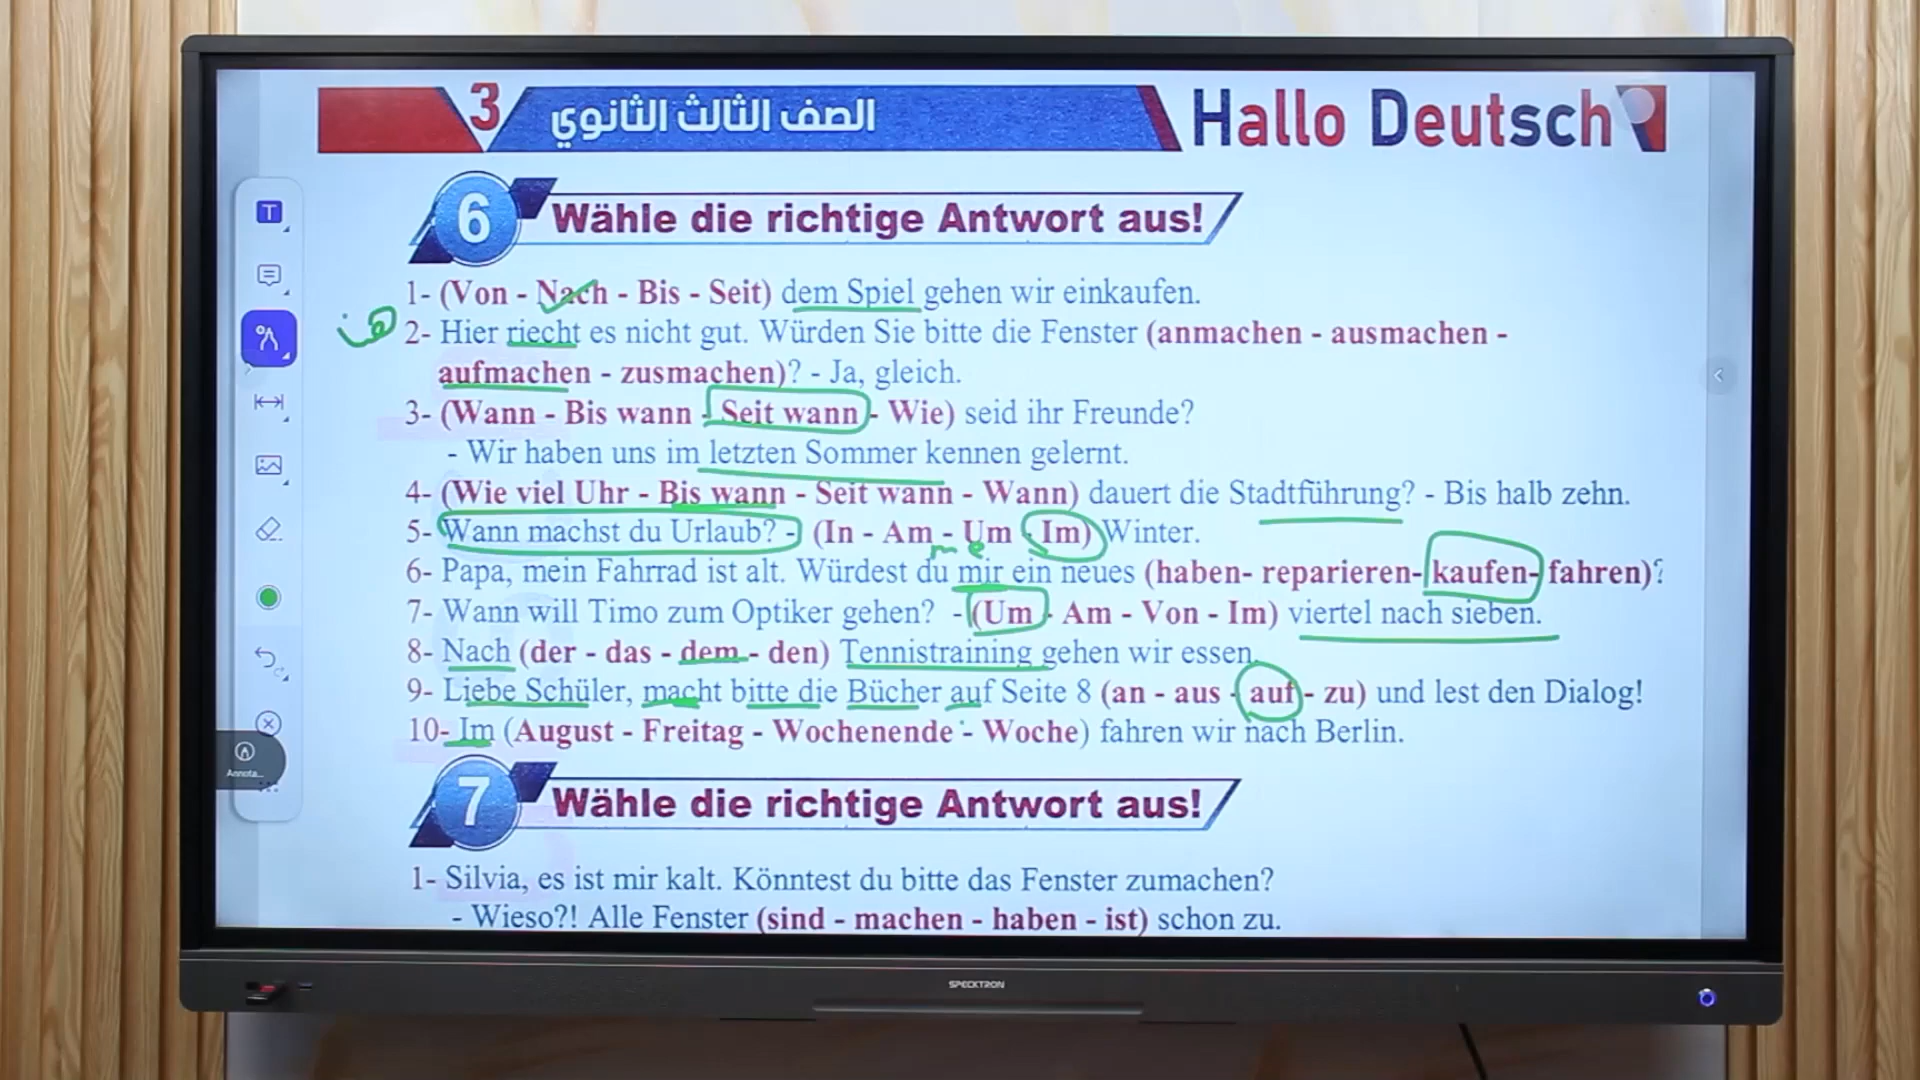 3 الصف الثالث الثانوي Hallo Deutsch
6 Wähle die richtige Antwort aus!
1- (Von - Nach - Bis - Seit) dem Spiel gehen wir einkaufen.
2- Hier riecht es nicht gut. Würden Sie bitte die Fenster (anmachen - ausmachen -
aufmachen - zusmachen)? - Ja, gleich.
3- (Wann - Bis wann - Seit wann - Wie) seid ihr Freunde?
- Wir haben uns im letzten Sommer kennen gelernt.
4- (Wie viel Uhr - Bis wann - Seit wann - Wann) dauert die Stadtführung? - Bis halb zehn.
5- Wann machst du Urlaub? - (In - Am - Um - Im) Winter.
me
6- Papa, mein Fahrrad ist alt. Würdest du mir ein neues (haben- reparieren- kaufen- fahren)?
7- Wann will Timo zum Optiker gehen? - (Um - Am - Von - Im) viertel nach sieben.
8- Nach (der - das - dem - den) Tennistraining gehen wir essen.
9- Liebe Schüler, macht bitte die Bücher auf Seite 8 (an - aus - auf - zu) und lest den Dialog!
10- Im (August - Freitag - Wochenende - Woche) fahren wir nach Berlin.
Annota...
7 Wähle die richtige Antwort aus!
1- Silvia, es ist mir kalt. Könntest du bitte das Fenster zumachen?
- Wieso?! Alle Fenster (sind - machen - haben - ist) schon zu.
SPECKTRON